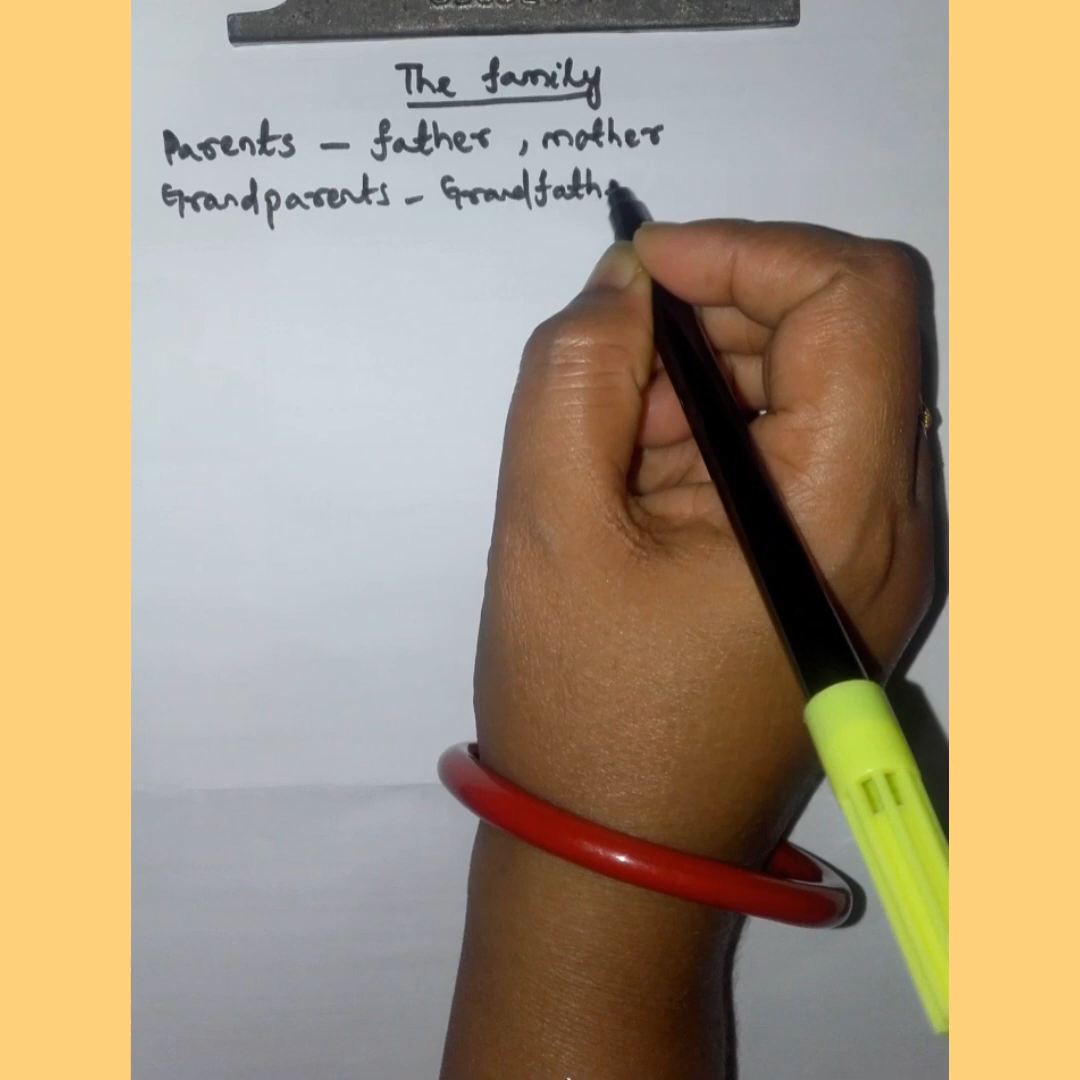 The family
Parents - father, mother
Grandparents - Grandfath